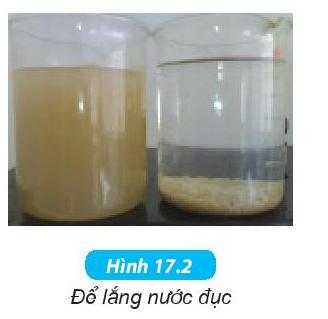 Hình 17.2
Để lắng nước đục